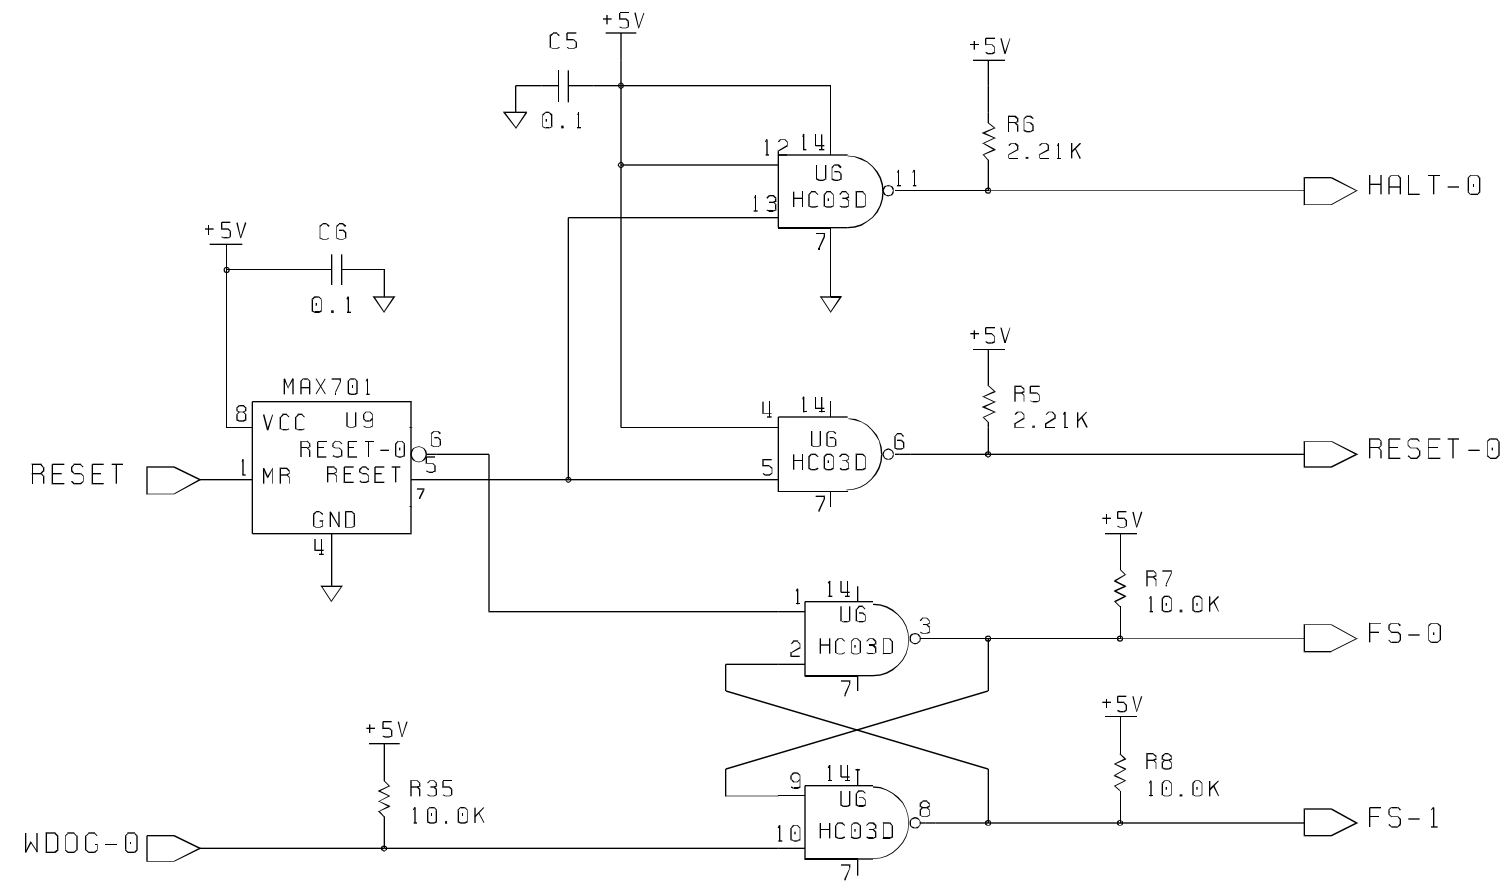 +5V
C5
0.1
+5V
R6
2.21K
12
14
U6
HC03D
13
11
7
HALT-0
+5V
C6
0.1
MAX701
8
VCC
U9
RESET-0
6
RESET
1
MR
RESET
5
7
GND
4
+5V
R5
2.21K
4
14
U6
HC03D
5
6
7
RESET-0
+5V
R7
10.0K
1
14
U6
HC03D
2
3
7
FS-0
+5V
R8
10.0K
9
14
U6
HC03D
10
8
7
FS-1
+5V
R35
10.0K
WDOG-0